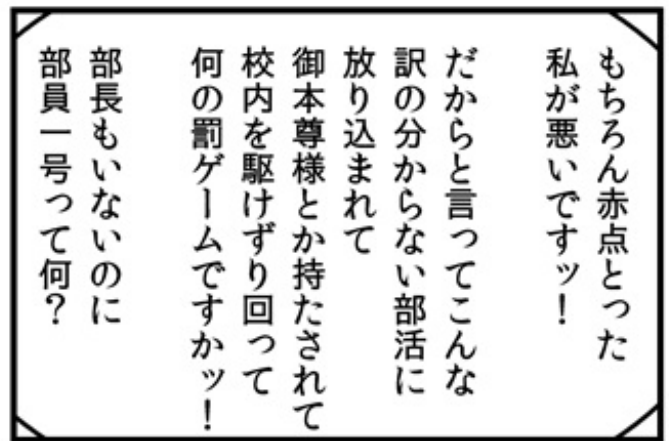 もちろん赤点とった
私が悪いですッ！
だからと言ってこんな
訳の分からない部活に
放り込まれて
御本尊様とか持たされて
校内を駆けずり回って
何の罰ゲームですかッ！
部長もいないのに
部員一号って何？